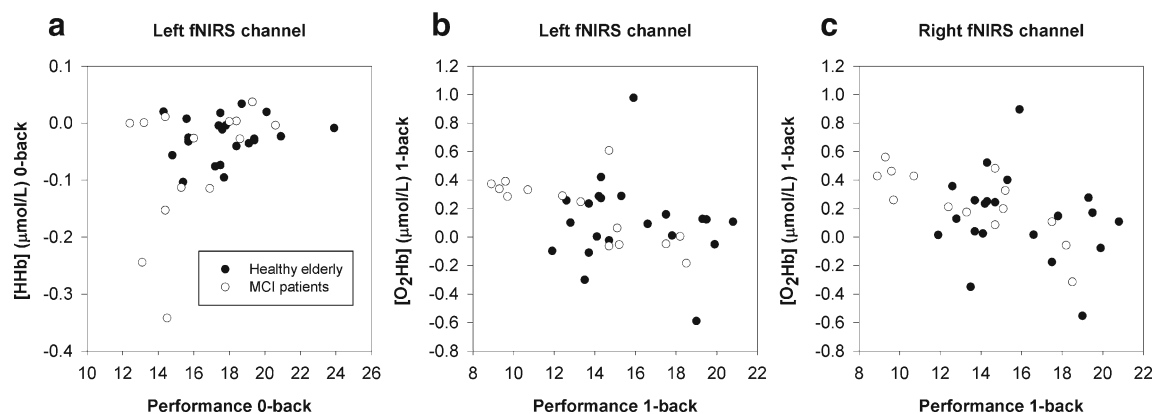 a Left fNIRS channel
[HHb] (μmol/L) 0-back
0.1
0.0
-0.1
-0.2
-0.3
-0.4
Healthy elderly
MCI patients
10 12 14 16 18 20 22 24 26
Performance 0-back
b Left fNIRS channel
[O₂Hb] (μmol/L) 1-back
1.2
1.0
0.8
0.6
0.4
0.2
0.0
-0.2
-0.4
-0.6
-0.8
8 10 12 14 16 18 20 22
Performance 1-back
c Right fNIRS channel
[O₂Hb] (μmol/L) 1-back
1.2
1.0
0.8
0.6
0.4
0.2
0.0
-0.2
-0.4
-0.6
-0.8
8 10 12 14 16 18 20 22
Performance 1-back